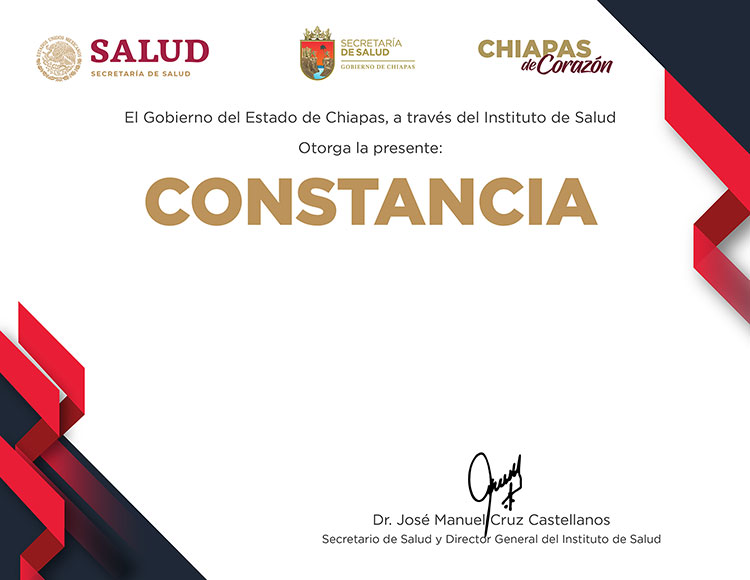 SALUD
SECRETARÍA DE SALUD
SECRETARÍA
DE SALUD
GOBIERNO DE CHIAPAS
CHIAPAS
de Corazón
El Gobierno del Estado de Chiapas, a través del Instituto de Salud
Otorga la presente:
CONSTANCIA
Dr. José Manuel Cruz Castellanos
Secretario de Salud y Director General del Instituto de Salud